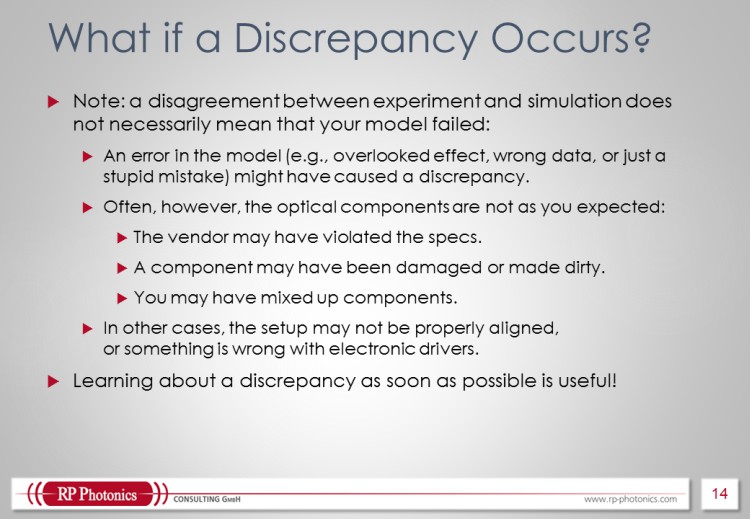 What if a Discrepancy Occurs?
Note: a disagreement between experiment and simulation does
not necessarily mean that your model failed:
An error in the model (e.g., overlooked effect, wrong data, or just a
stupid mistake) might have caused a discrepancy.
Often, however, the optical components are not as you expected:
The vendor may have violated the specs.
A component may have been damaged or made dirty.
You may have mixed up components.
In other cases, the setup may not be properly aligned,
or something is wrong with electronic drivers.
Learning about a discrepancy as soon as possible is useful!
RP Photonics CONSULTING GmbH
www.rp-photonics.com
14